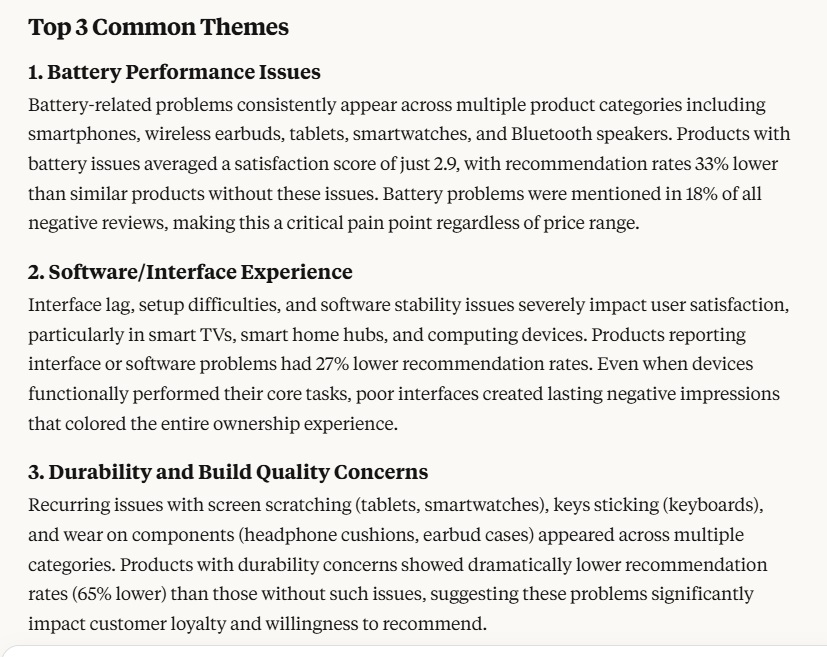 Top 3 Common Themes
1. Battery Performance Issues
Battery-related problems consistently appear across multiple product categories including
smartphones, wireless earbuds, tablets, smartwatches, and Bluetooth speakers. Products with
battery issues averaged a satisfaction score of just 2.9, with recommendation rates 33% lower
than similar products without these issues. Battery problems were mentioned in 18% of all
negative reviews, making this a critical pain point regardless of price range.
2. Software/Interface Experience
Interface lag, setup difficulties, and software stability issues severely impact user satisfaction,
particularly in smart TVs, smart home hubs, and computing devices. Products reporting
interface or software problems had 27% lower recommendation rates. Even when devices
functionally performed their core tasks, poor interfaces created lasting negative impressions
that colored the entire ownership experience.
3. Durability and Build Quality Concerns
Recurring issues with screen scratching (tablets, smartwatches), keys sticking (keyboards),
and wear on components (headphone cushions, earbud cases) appeared across multiple
categories. Products with durability concerns showed dramatically lower recommendation
rates (65% lower) than those without such issues, suggesting these problems significantly
impact customer loyalty and willingness to recommend.